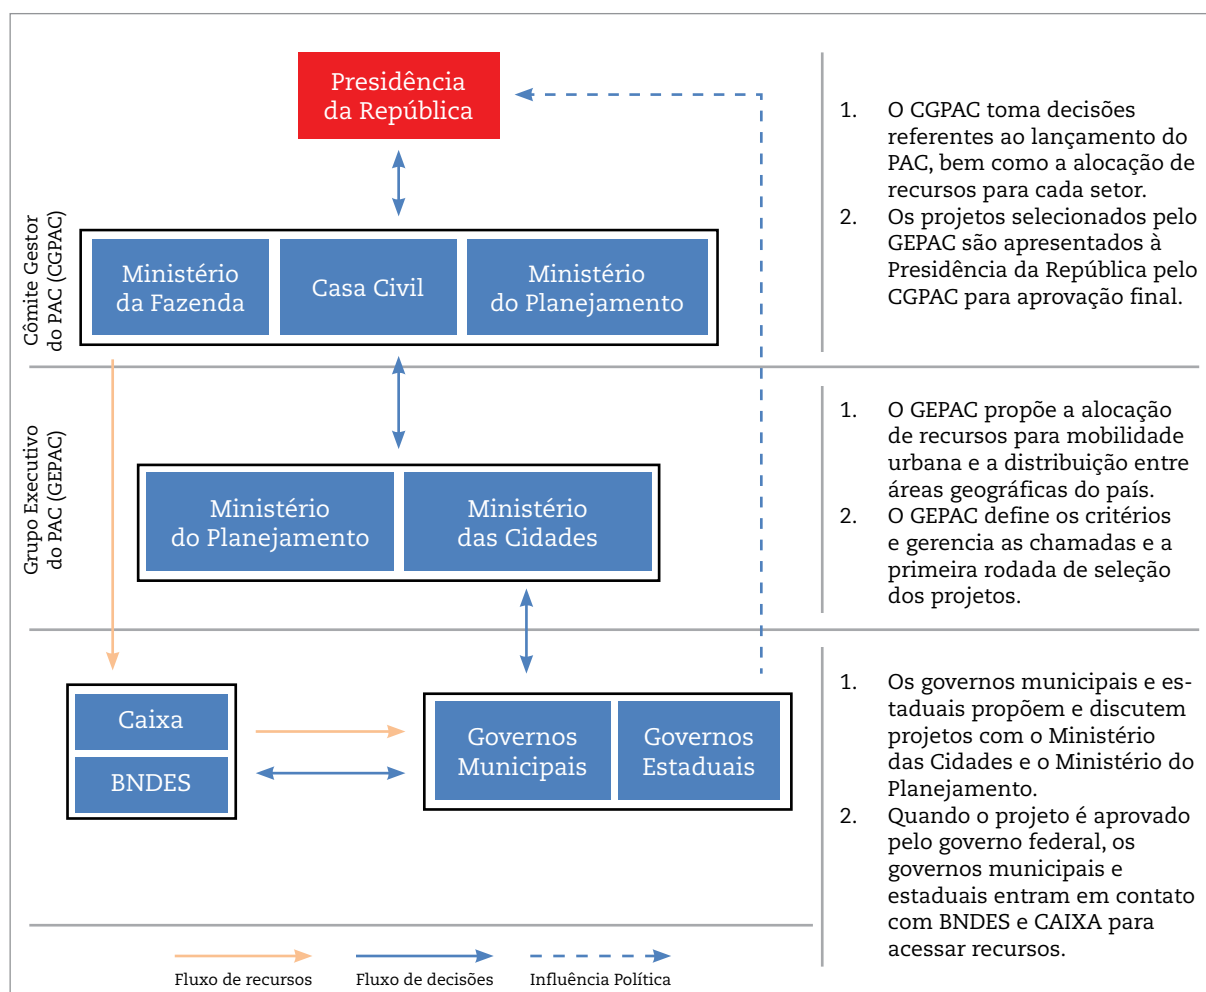 Presidência
da República
Cômite Gestor
do PAC (CGPAC)
Ministério
da Fazenda
Casa Civil
Ministério
do Planejamento
1. O CGPAC toma decisões
referentes ao lançamento do
PAC, bem como a alocação de
recursos para cada setor.
2. Os projetos selecionados pelo
GEPAC são apresentados à
Presidência da República pelo
CGPAC para aprovação final.
Grupo Executivo
do PAC (GEPAC)
Ministério
do Planejamento
Ministério
das Cidades
1. O GEPAC propõe a alocação
de recursos para mobilidade
urbana e a distribuição entre
áreas geográficas do país.
2. O GEPAC define os critérios
e gerencia as chamadas e a
primeira rodada de seleção
dos projetos.
Caixa
BNDES
Governos
Municipais
Governos
Estaduais
1. Os governos municipais e es-
taduais propõem e discutem
projetos com o Ministério
das Cidades e o Ministério do
Planejamento.
2. Quando o projeto é aprovado
pelo governo federal, os
governos municipais e
estaduais entram em contato
com BNDES e CAIXA para
acessar recursos.
Fluxo de recursos
Fluxo de decisões
Influência Política